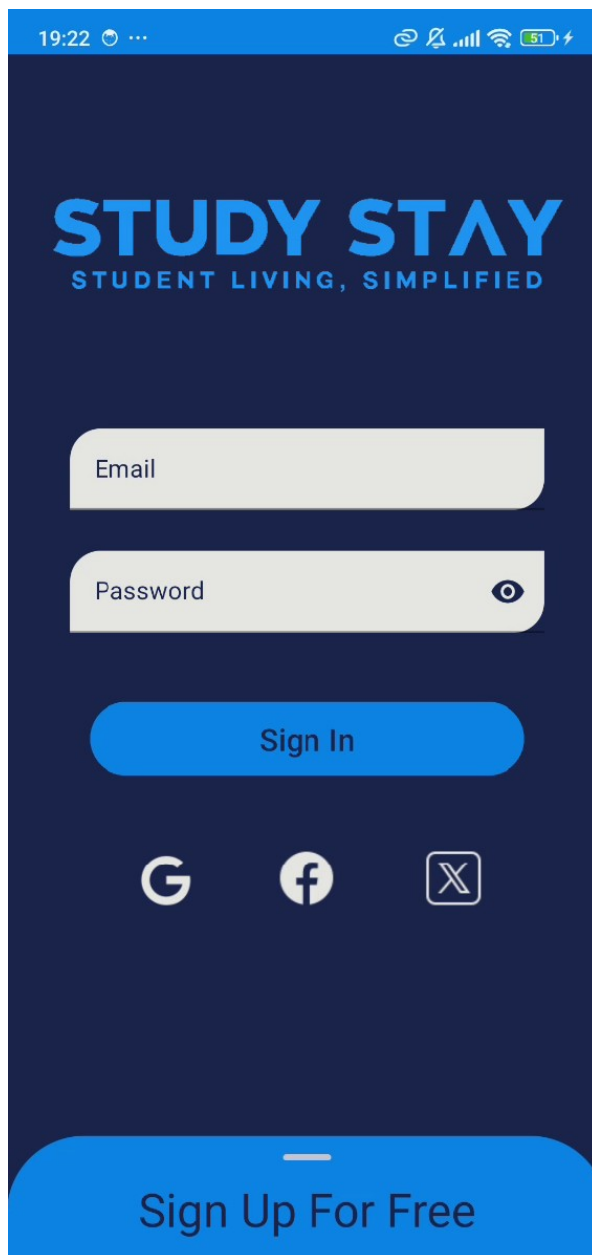 19:22
51
STUDY STAY
STUDENT LIVING, SIMPLIFIED
Email
Password
Sign In
Sign Up For Free